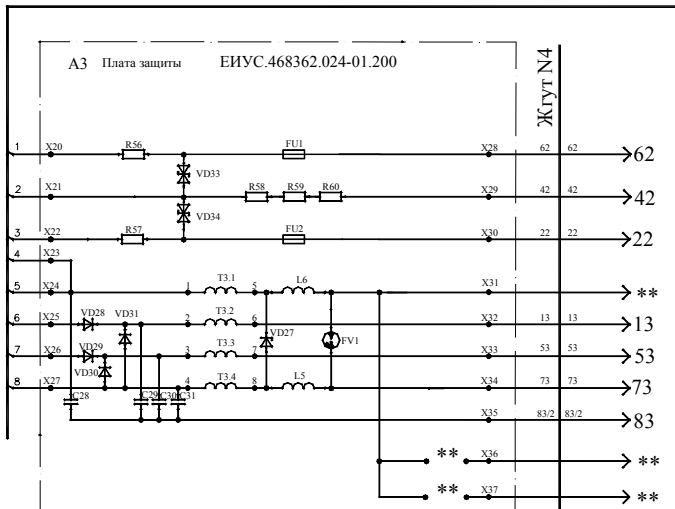 А3 Плата защиты ЕИУС.468362.024-01.200
Жгут N4
1 X20 R56 FU1 X28 62 62 62
VD33
2 X21 R58 R59 R60 X29 42 42 42
VD34
3 X22 R57 FU2 X30 22 22 22
4 X23
5 X24 1 T3.1 5 L6 X31 **
6 X25 VD28 VD31 2 T3.2 6 X32 13 13 13
VD27 FV1
7 X26 VD29 3 T3.3 7 X33 53 53 53
VD30
8 X27 4 T3.4 8 L5 X34 73 73 73
C28 C29 C30 C31
X35 83/2 83/2 83
** X36 **
** X37 **